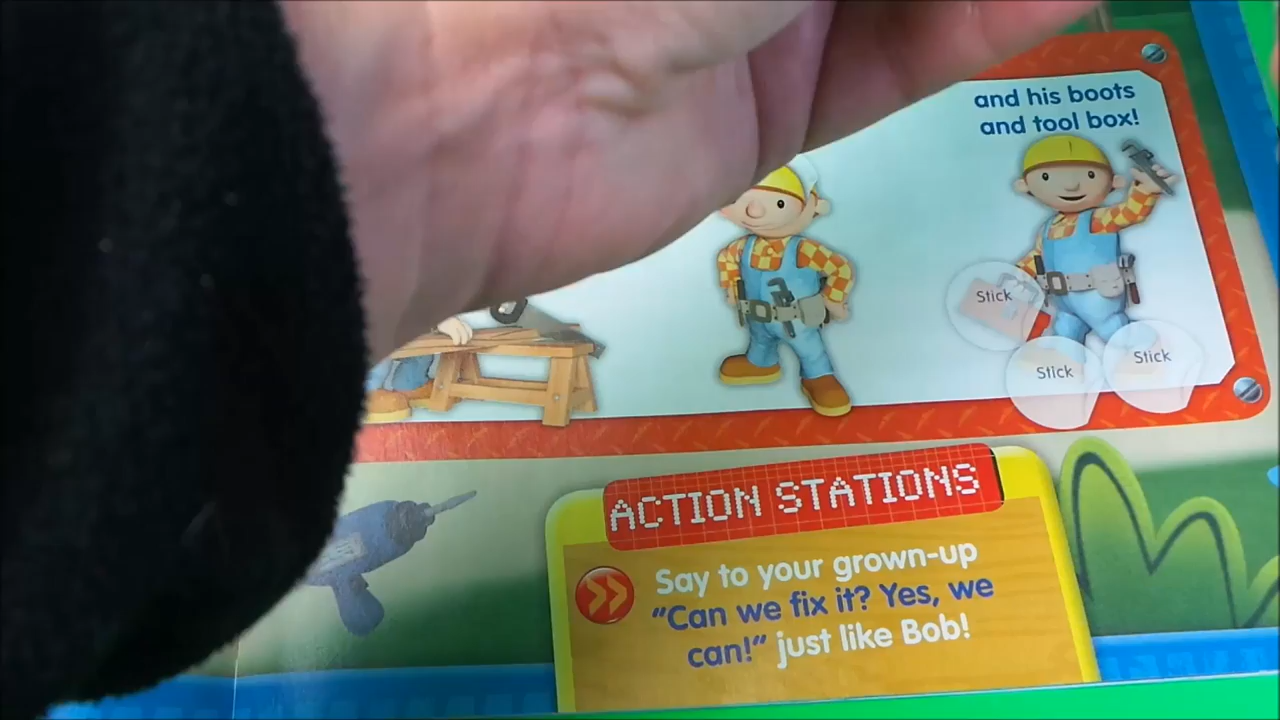 and his boots
and tool box!
Stick
Stick
Stick
ACTION STATIONS
Say to your grown-up
"Can we fix it? Yes, we
can!" just like Bob!